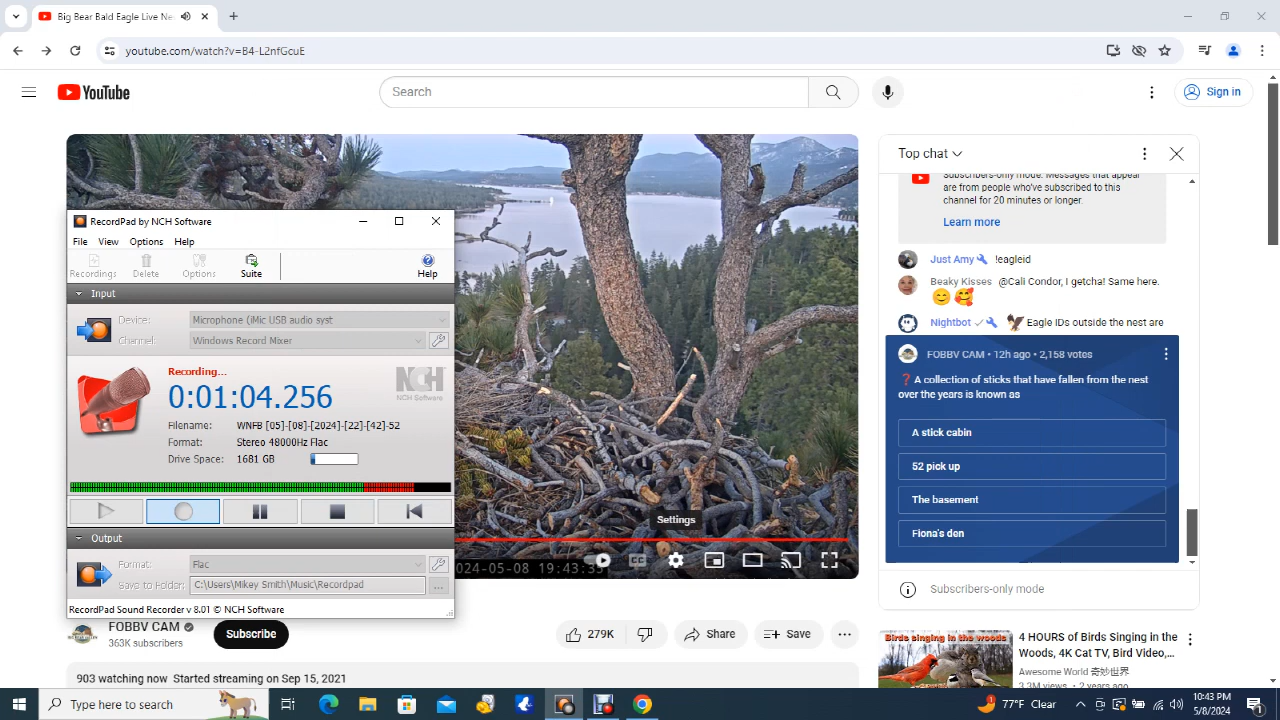 Big Bear Bald Eagle Live Ne
youtube.com/watch?v=B4-L2nfGcuE
YouTube
Search
Sign in
RecordPad by NCH Software
File View Options Help
Recordings Delete Options Suite Help
Input
Device: Microphone (iMic USB audio syst
Channel: Windows Record Mixer
Recording...
0:01:04.256
NCH
NCH Software
Filename: WNFB [05]-[08]-[2024]-[22]-[42]-52
Format: Stereo 48000Hz Flac
Drive Space: 1681 GB
Output
Format: Flac
Save to Folder: C:\Users\Mikey Smith\Music\Recordpad
...
RecordPad Sound Recorder v 8.01 © NCH Software
Settings
CC
024-05-08 19:43:35
FOBBV CAM
363K subscribers
Subscribe
279K
Share
Save
903 watching now Started streaming on Sep 15, 2021
Top chat
Subscribers-only mode. Messages that appear
are from people who've subscribed to this
channel for 20 minutes or longer.
Learn more
Just Amy !eagleid
Beaky Kisses @Cali Condor, I getcha! Same here.
Nightbot Eagle IDs outside the nest are
FOBBV CAM • 12h ago • 2,158 votes
❓A collection of sticks that have fallen from the nest
over the years is known as
A stick cabin
52 pick up
The basement
Fiona's den
Subscribers-only mode
Birds singing in the woods
4 HOURS of Birds Singing in the
Woods, 4K Cat TV, Bird Video,...
Awesome World 奇妙世界
3.3M views • 2 years ago
Type here to search
77°F Clear
10:43 PM
5/8/2024
1